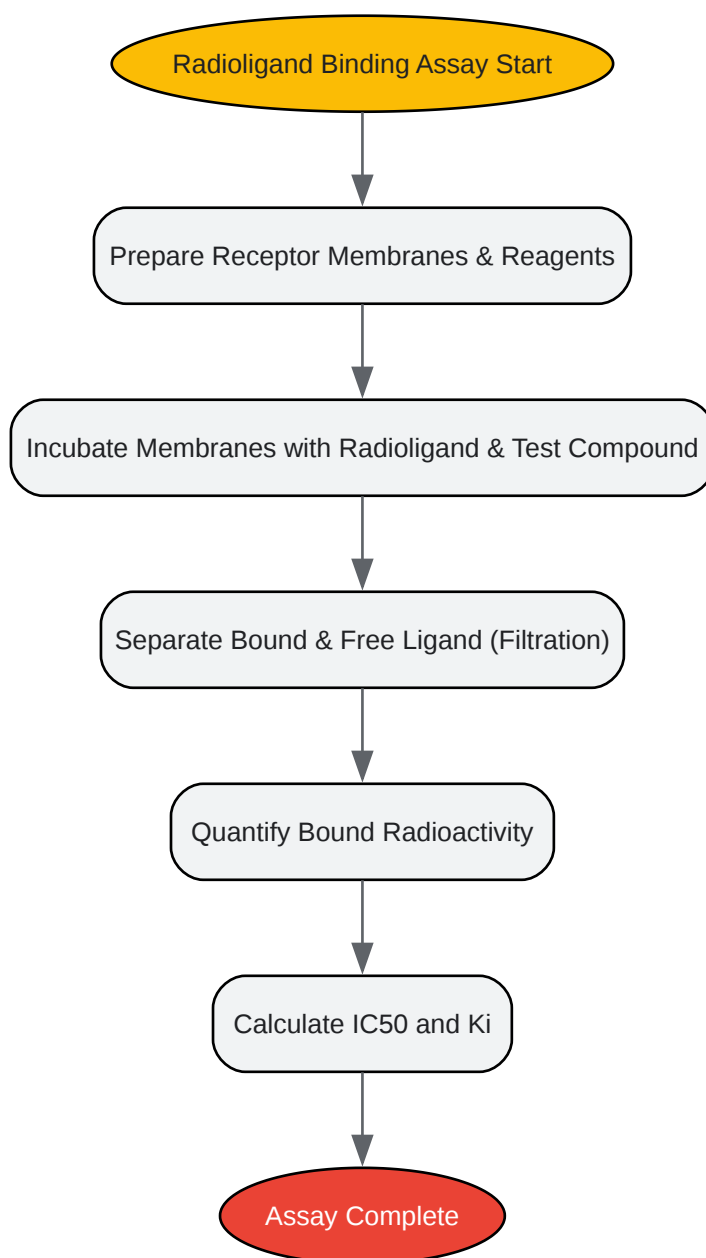 Radioligand Binding Assay Start
Prepare Receptor Membranes & Reagents
Incubate Membranes with Radioligand & Test Compound
Separate Bound & Free Ligand (Filtration)
Quantify Bound Radioactivity
Calculate IC50 and Ki
Assay Complete